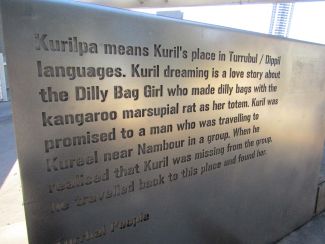 Kurilpa means Kuril's place in Turrubul / Dippil
languages. Kuril dreaming is a love story about
the Dilly Bag Girl who made dilly bags with the
kangaroo marsupial rat as her totem. Kuril was
promised to a man who was travelling to
Kureel near Nambour in a group. When he
realised that Kuril was missing from the group,
he travelled back to this place and found her.
People